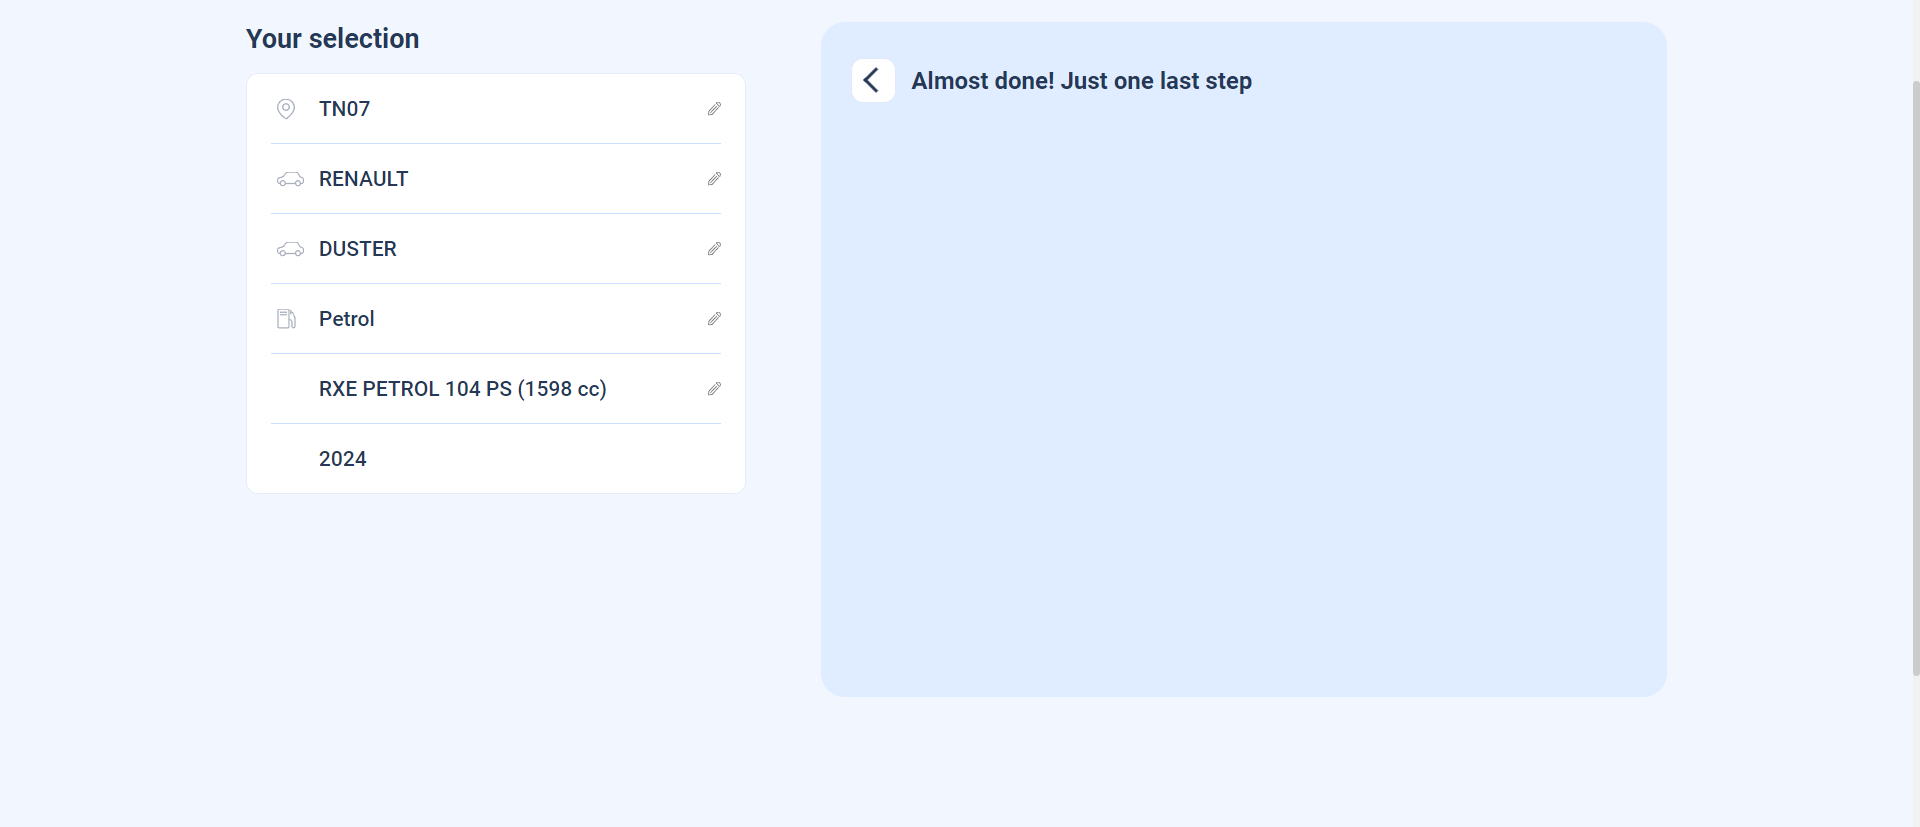 Your selection
TN07
RENAULT
DUSTER
Petrol
RXE PETROL 104 PS (1598 cc)
2024
Almost done! Just one last step